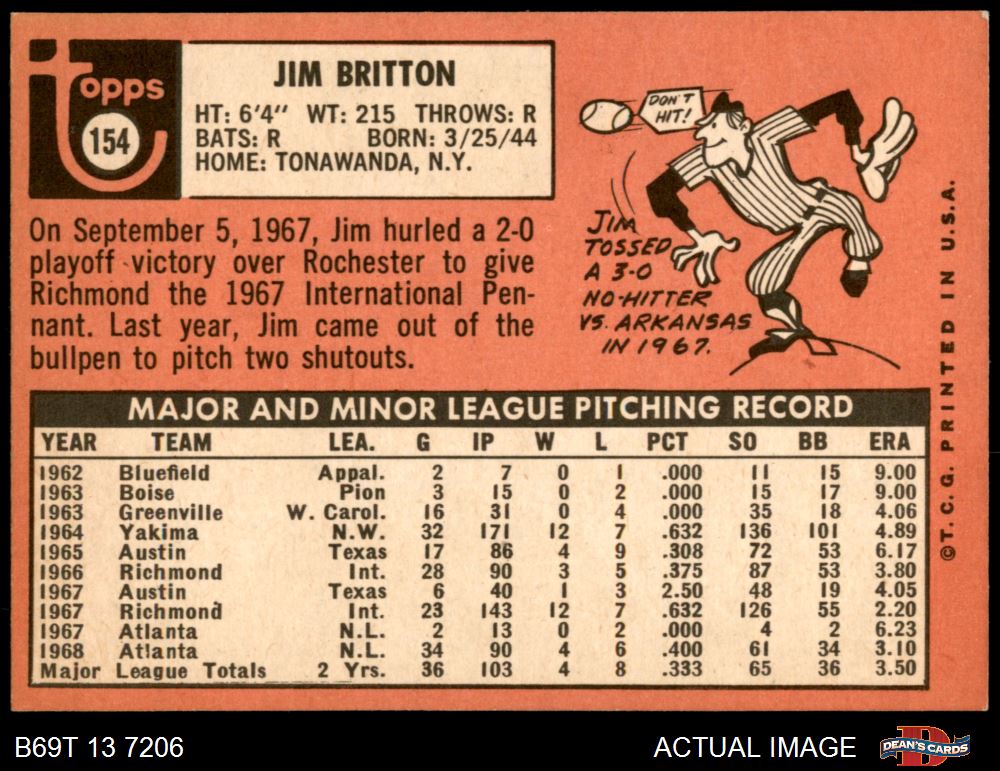 Topps
154
JIM BRITTON
HT: 6'4" WT: 215 THROWS: R
BATS: R BORN: 3/25/44
HOME: TONAWANDA, N.Y.
On September 5, 1967, Jim hurled a 2-0
playoff victory over Rochester to give
Richmond the 1967 International Pen-
nant. Last year, Jim came out of the
bullpen to pitch two shutouts.
DON'T
HIT!
JIM
TOSSED
A 3-0
NO-HITTER
VS. ARKANSAS
IN 1967.
MAJOR AND MINOR LEAGUE PITCHING RECORD
YEAR TEAM LEA. G IP W L PCT SO BB ERA
1962 Bluefield Appal. 2 7 0 1 .000 11 15 9.00
1963 Boise Pion 3 15 0 2 .000 15 17 9.00
1963 Greenville W. Carol. 16 31 0 4 .000 35 18 4.06
1964 Yakima N.W. 32 171 12 7 .632 136 101 4.89
1965 Austin Texas 17 86 4 9 .308 72 53 6.17
1966 Richmond Int. 28 90 3 5 .375 87 53 3.80
1967 Austin Texas 6 40 1 3 2.50 48 19 4.05
1967 Richmond Int. 23 143 12 7 .632 126 55 2.20
1967 Atlanta N.L. 2 13 0 2 .000 4 2 6.23
1968 Atlanta N.L. 34 90 4 6 .400 61 34 3.10
Major League Totals 2 Yrs. 36 103 4 8 .333 65 36 3.50
©T. C. G. PRINTED IN U.S.A.
B69T 13 7206
ACTUAL IMAGE
DEAN'S CARDS